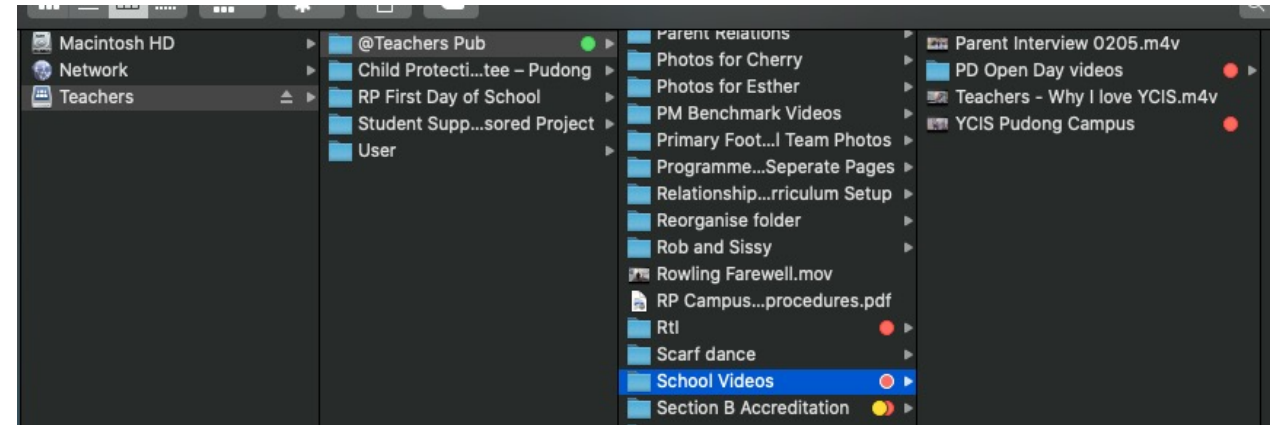 Macintosh HD
Network
Teachers
@Teachers Pub
Child Protecti...tee – Pudong
RP First Day of School
Student Supp...sored Project
User
Parent Relations
Photos for Cherry
Photos for Esther
PM Benchmark Videos
Primary Foot...l Team Photos
Programme...Seperate Pages
Relationship...rriculum Setup
Reorganise folder
Rob and Sissy
Rowling Farewell.mov
RP Campus...procedures.pdf
RtI
Scarf dance
School Videos
Section B Accreditation
Parent Interview 0205.m4v
PD Open Day videos
Teachers - Why I love YCIS.m4v
YCIS Pudong Campus